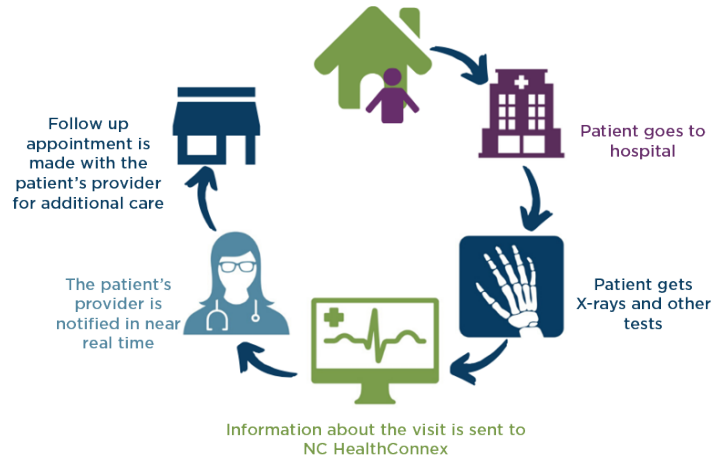 Patient goes to
hospital
Patient gets
X-rays and other
tests
Information about the visit is sent to
NC HealthConnex
The patient's
provider is
notified in near
real time
Follow up
appointment is
made with the
patient's provider
for additional care